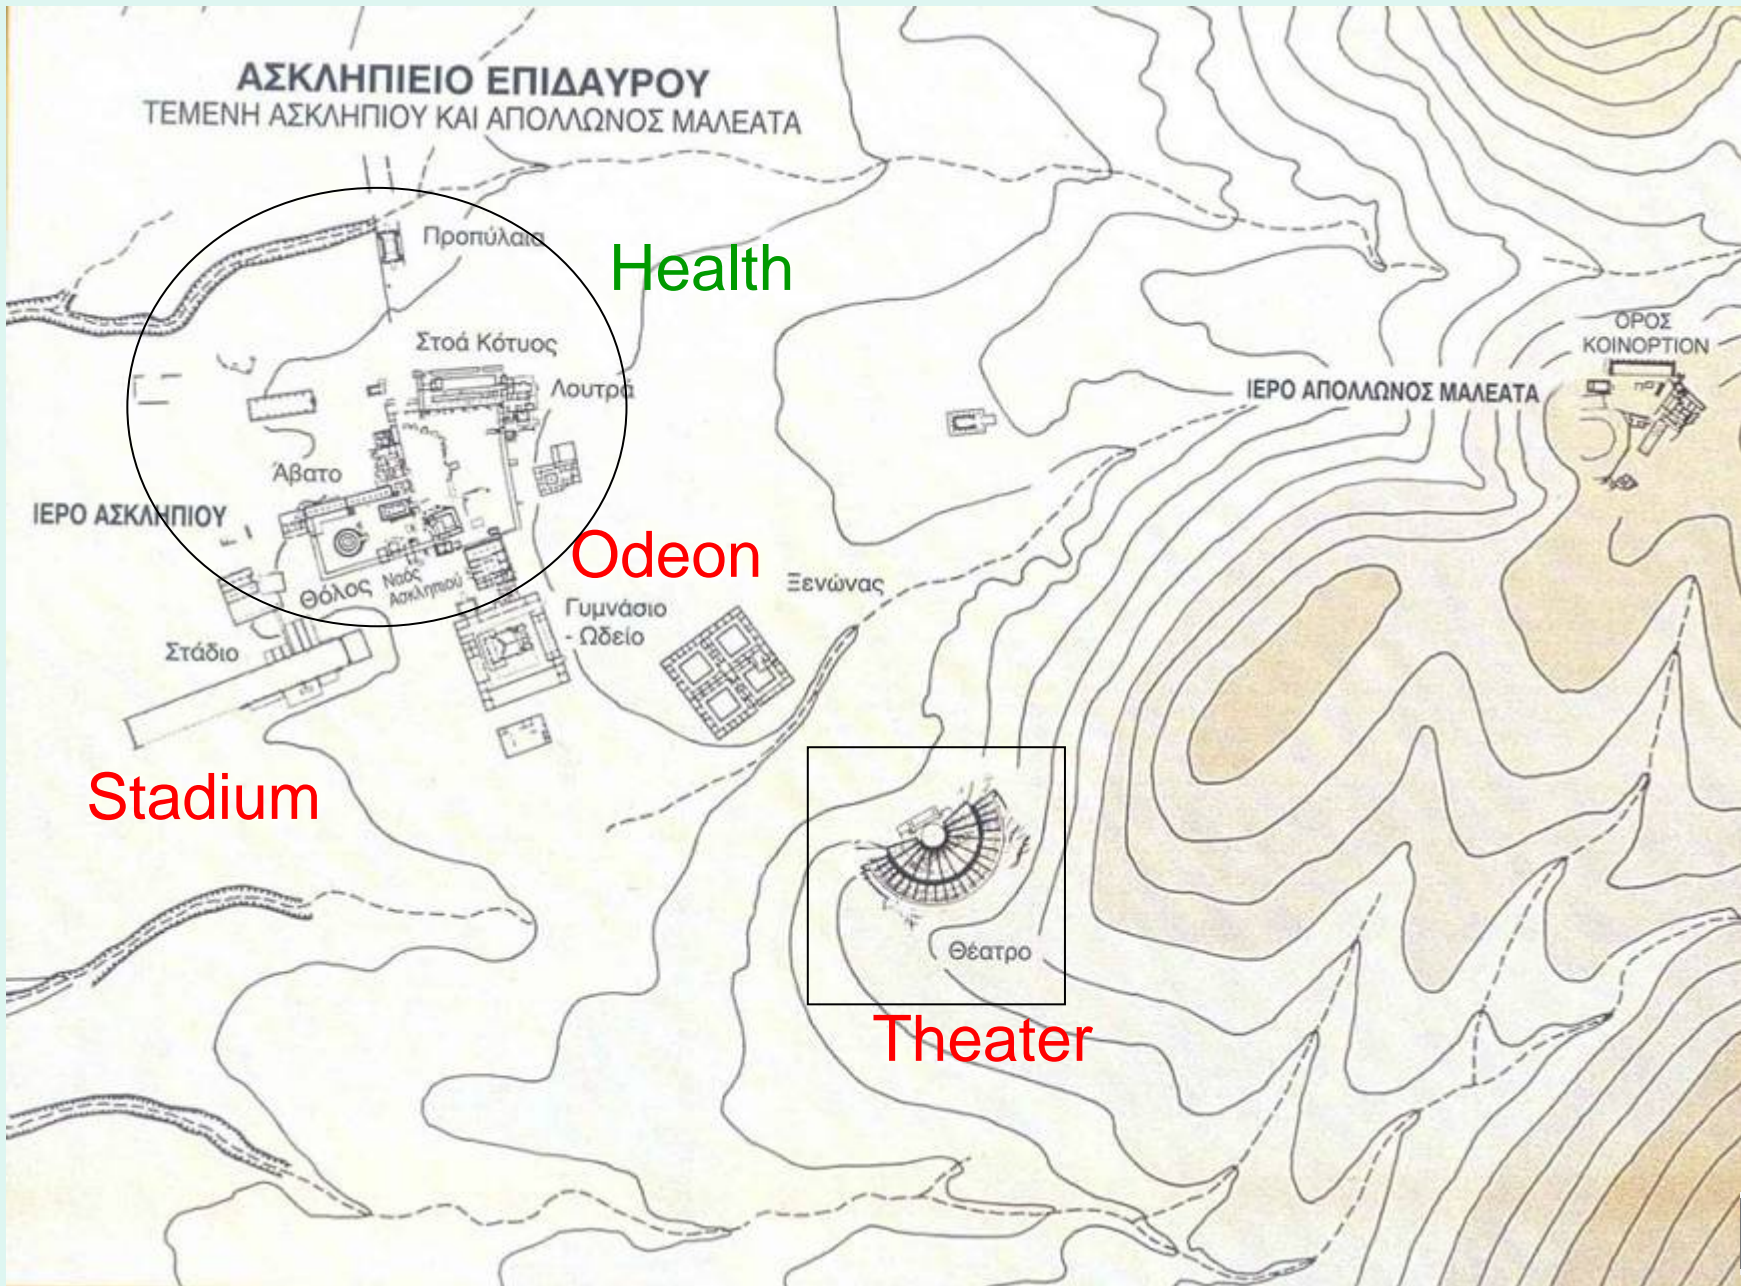 ΑΣΚΛΗΠΙΕΙΟ ΕΠΙΔΑΥΡΟΥ
ΤΕΜΕΝΗ ΑΣΚΛΗΠΙΟΥ ΚΑΙ ΑΠΟΛΛΩΝΟΣ ΜΑΛΕΑΤΑ
Προπύλαια
Health
ΟΡΟΣ
ΚΟΙΝΟΡΤΙΟΝ
Στοά Κότυος
Λουτρά
ΙΕΡΟ ΑΠΟΛΛΩΝΟΣ ΜΑΛΕΑΤΑ
Άβατο
ΙΕΡΟ ΑΣΚΛΗΠΙΟΥ
Odeon
Θόλος
Ναός
Ασκληπιού
Ξενώνας
Γυμνάσιο
- Ωδείο
Στάδιο
Stadium
Θέατρο
Theater